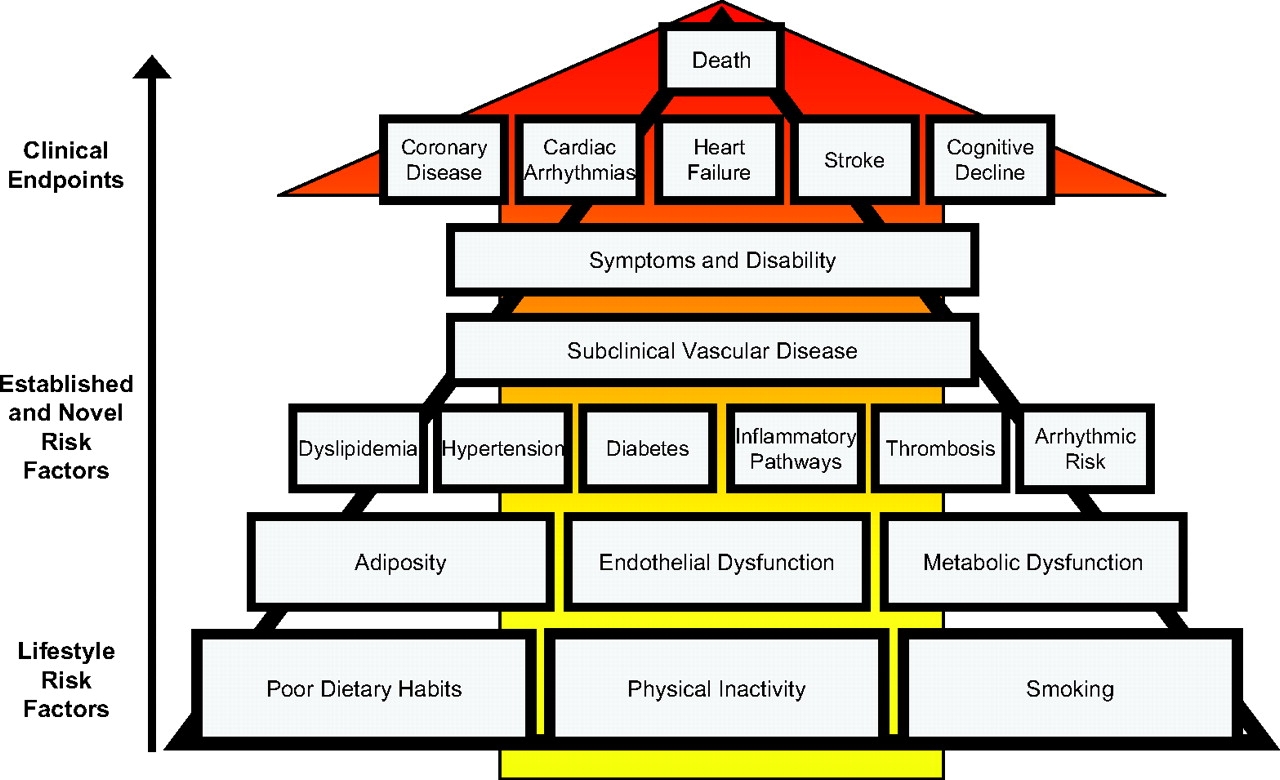 Death
Clinical
Endpoints
Coronary
Disease
Cardiac
Arrhythmias
Heart
Failure
Stroke
Cognitive
Decline
Symptoms and Disability
Subclinical Vascular Disease
Established
and Novel
Risk
Factors
Dyslipidemia
Hypertension
Diabetes
Inflammatory
Pathways
Thrombosis
Arrhythmic
Risk
Adiposity
Endothelial Dysfunction
Metabolic Dysfunction
Lifestyle
Risk
Factors
Poor Dietary Habits
Physical Inactivity
Smoking